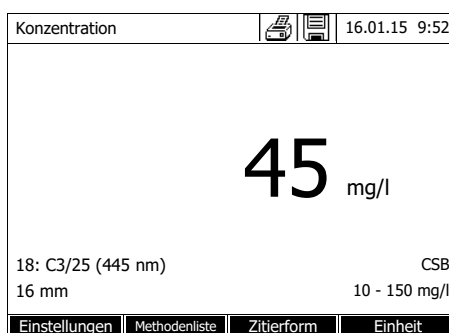 Konzentration 16.01.15 9:52
45 mg/l
18: C3/25 (445 nm) CSB
16 mm 10 - 150 mg/l
Einstellungen Methodenliste Zitierform Einheit